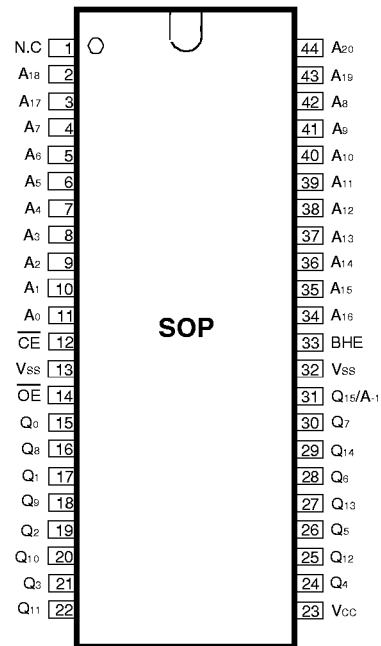 N.C 1 44 A20
A18 2 43 A19
A17 3 42 A8
A7 4 41 A9
A6 5 40 A10
A5 6 39 A11
A4 7 38 A12
A3 8 37 A13
A2 9 36 A14
A1 10 35 A15
A0 11 34 A16
SOP
CE 12 33 BHE
VSS 13 32 VSS
OE 14 31 Q15/A-1
Q0 15 30 Q7
Q8 16 29 Q14
Q1 17 28 Q6
Q9 18 27 Q13
Q2 19 26 Q5
Q10 20 25 Q12
Q3 21 24 Q4
Q11 22 23 VCC